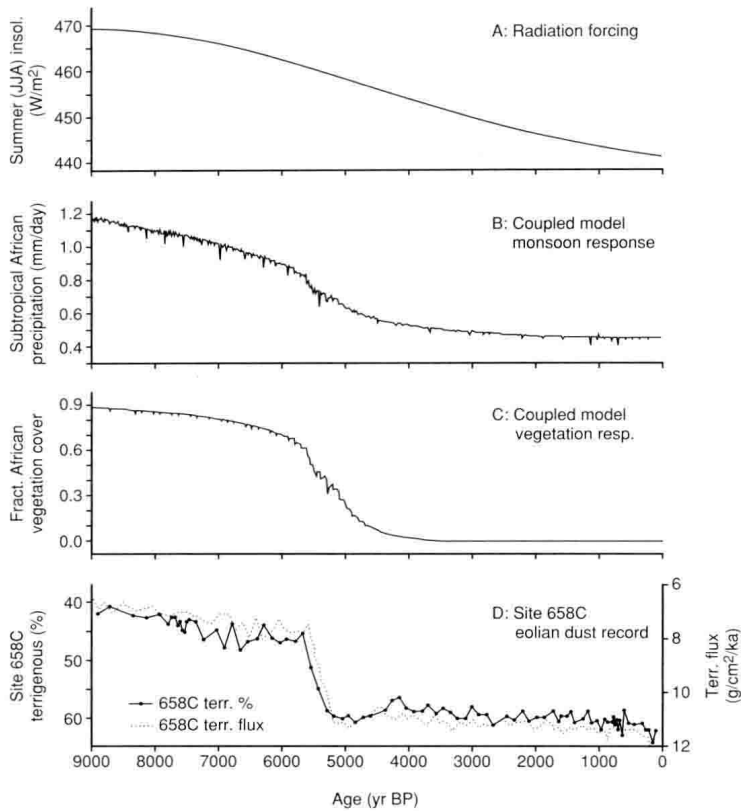 Summer (JJA) insol.
(W/m2)
470
460
450
440
A: Radiation forcing
Subtropical African
precipitation (mm/day)
1.2
1.0
0.8
0.6
0.4
B: Coupled model
monsoon response
Fract. African
vegetation cover
0.9
0.6
0.3
0.0
C: Coupled model
vegetation resp.
Site 658C
terrigenous (%)
40
50
60
D: Site 658C
eolian dust record
658C terr. %
658C terr. flux
6
8
10
12
Terr. flux
(g/cm2/ka)
9000 8000 7000 6000 5000 4000 3000 2000 1000 0
Age (yr BP)